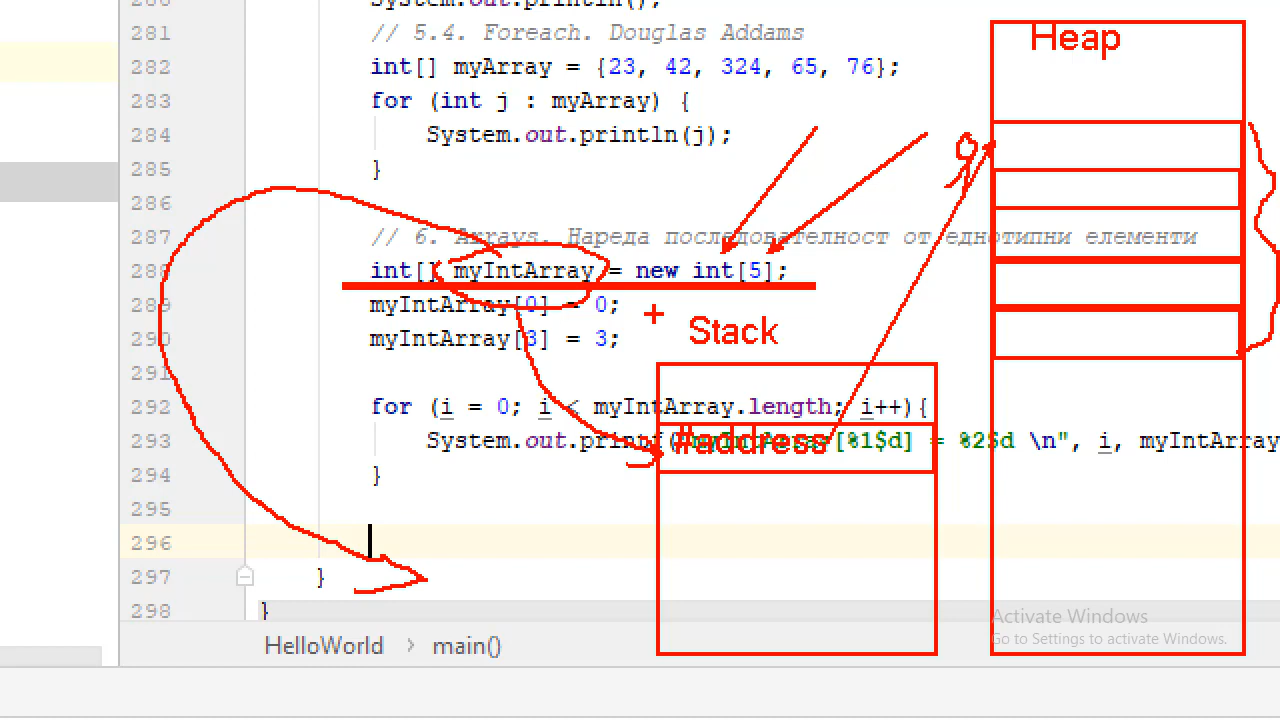 280 System.out.println();
281 // 5.4. Foreach. Douglas Addams
282 int[] myArray = {23, 42, 324, 65, 76};
283 for (int j : myArray) {
284 System.out.println(j);
285 }
286
287 // 6. Arrays. Нареда последователност от еднотипни елементи
288 int[] myIntArray = new int[5];
289 myIntArray[0] = 0;
290 myIntArray[3] = 3;
291
292 for (i = 0; i < myIntArray.length; i++){
293 System.out.printf("myIntArray[%1$d] = %2$d \n", i, myIntArray
294 }
295
296
297 }
298 }
Heap
Stack
#address
HelloWorld › main()
Activate Windows
Go to Settings to activate Windows.